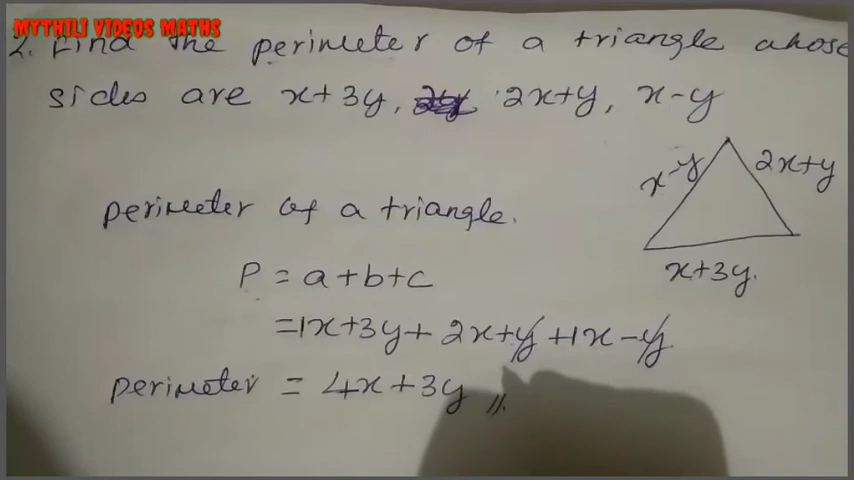 MYTHILI VIDEOS MATHS
2. Find the perimeter of a triangle whose
sides are x+3y, 2x+y, x-y
x-y
2x+y
x+3y.
perimeter of a triangle.
P = a+b+c
=1x+3y+2x+y+1x-y
perimeter = 4x+3y //.